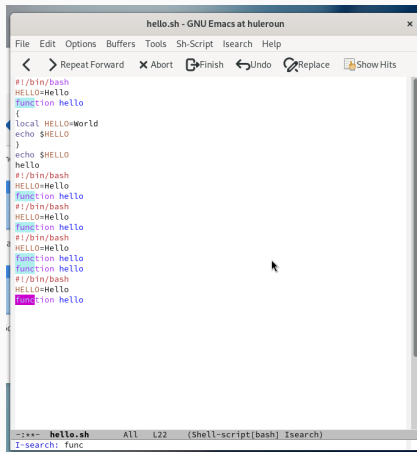 hello.sh - GNU Emacs at huleroun ×
File Edit Options Buffers Tools Sh-Script Isearch Help
Repeat Forward Abort Finish Undo Replace Show Hits
#!/bin/bash
HELLO=Hello
function hello
{
local HELLO=World
echo $HELLO
}
echo $HELLO
hello
#!/bin/bash
HELLO=Hello
function hello
#!/bin/bash
HELLO=Hello
function hello
#!/bin/bash
HELLO=Hello
function hello
function hello
#!/bin/bash
HELLO=Hello
function hello
-:**- hello.sh All L22 (Shell-script[bash] Isearch)
I-search: func